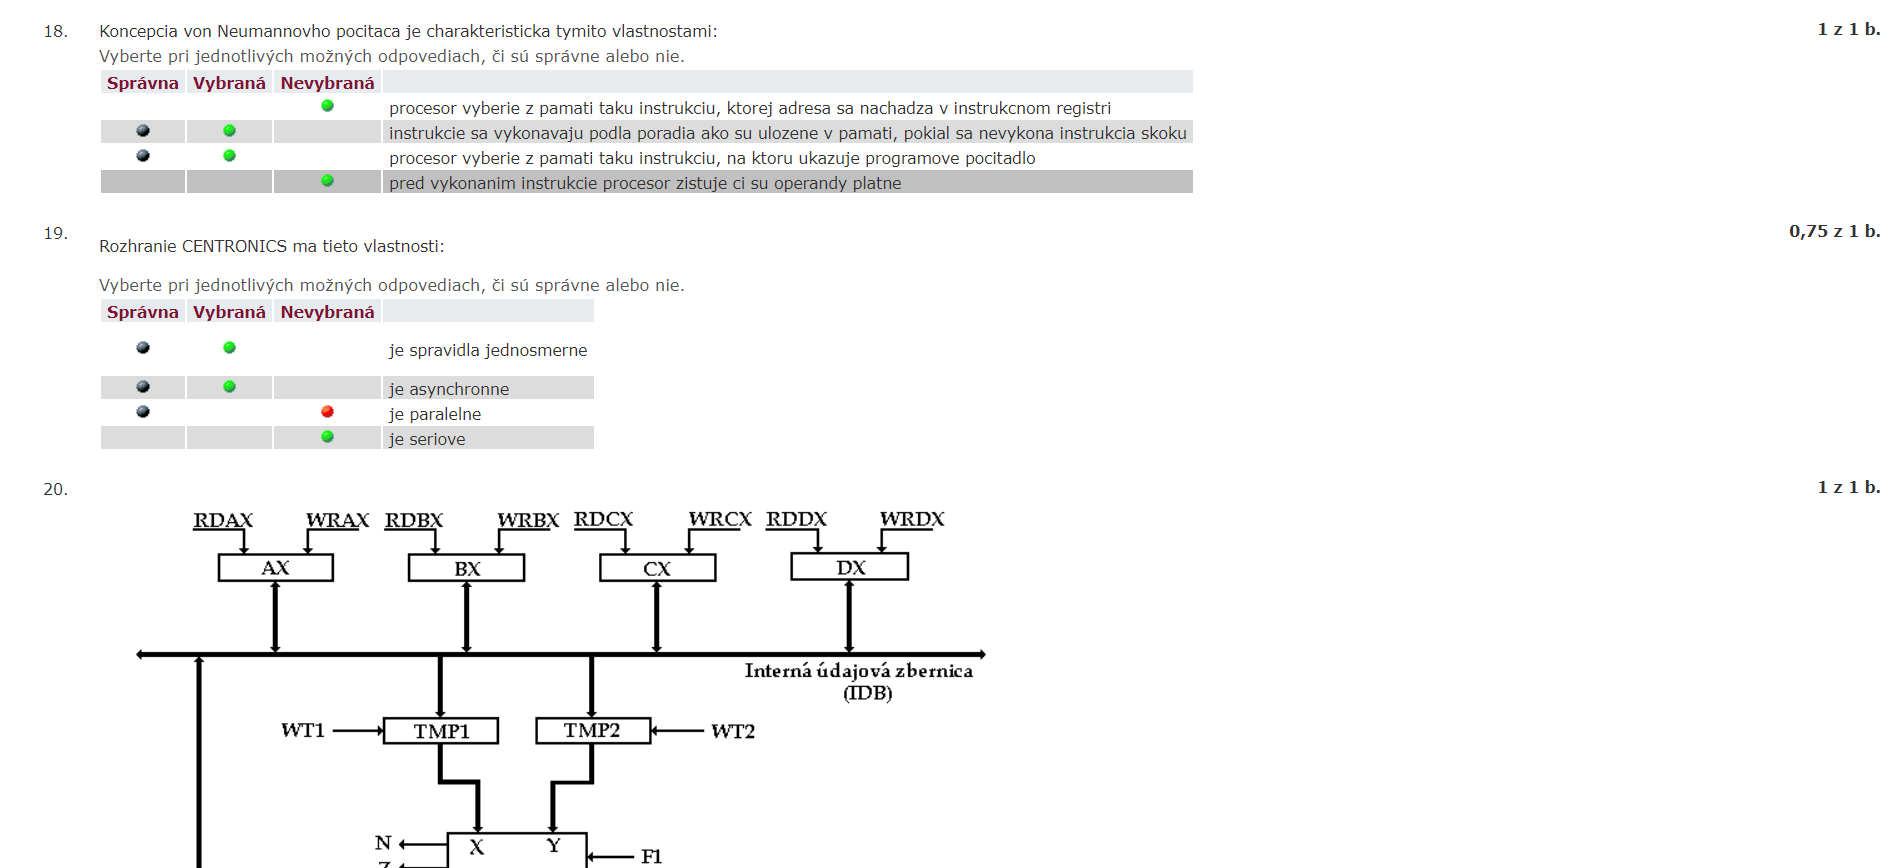 18. Koncepcia von Neumannovho pocitaca je charakteristicka tymito vlastnostami: 1 z 1 b.
Vyberte pri jednotlivých možných odpovediach, či sú správne alebo nie.
Správna Vybraná Nevybraná
procesor vyberie z pamati taku instrukciu, ktorej adresa sa nachadza v instrukcnom registri
instrukcie sa vykonavaju podla poradia ako su ulozene v pamati, pokial sa nevykona instrukcia skoku
procesor vyberie z pamati taku instrukciu, na ktoru ukazuje programove pocitadlo
pred vykonanim instrukcie procesor zistuje ci su operandy platne
19. 0,75 z 1 b.
Rozhranie CENTRONICS ma tieto vlastnosti:
Vyberte pri jednotlivých možných odpovediach, či sú správne alebo nie.
Správna Vybraná Nevybraná
je spravidla jednosmerne
je asynchronne
je paralelne
je seriove
20. 1 z 1 b.
RDAX WRAX RDBX WRBX RDCX WRCX RDDX WRDX
AX BX CX DX
Interná údajová zbernica
(IDB)
WT1 TMP1 TMP2 WT2
N X Y F1
Z